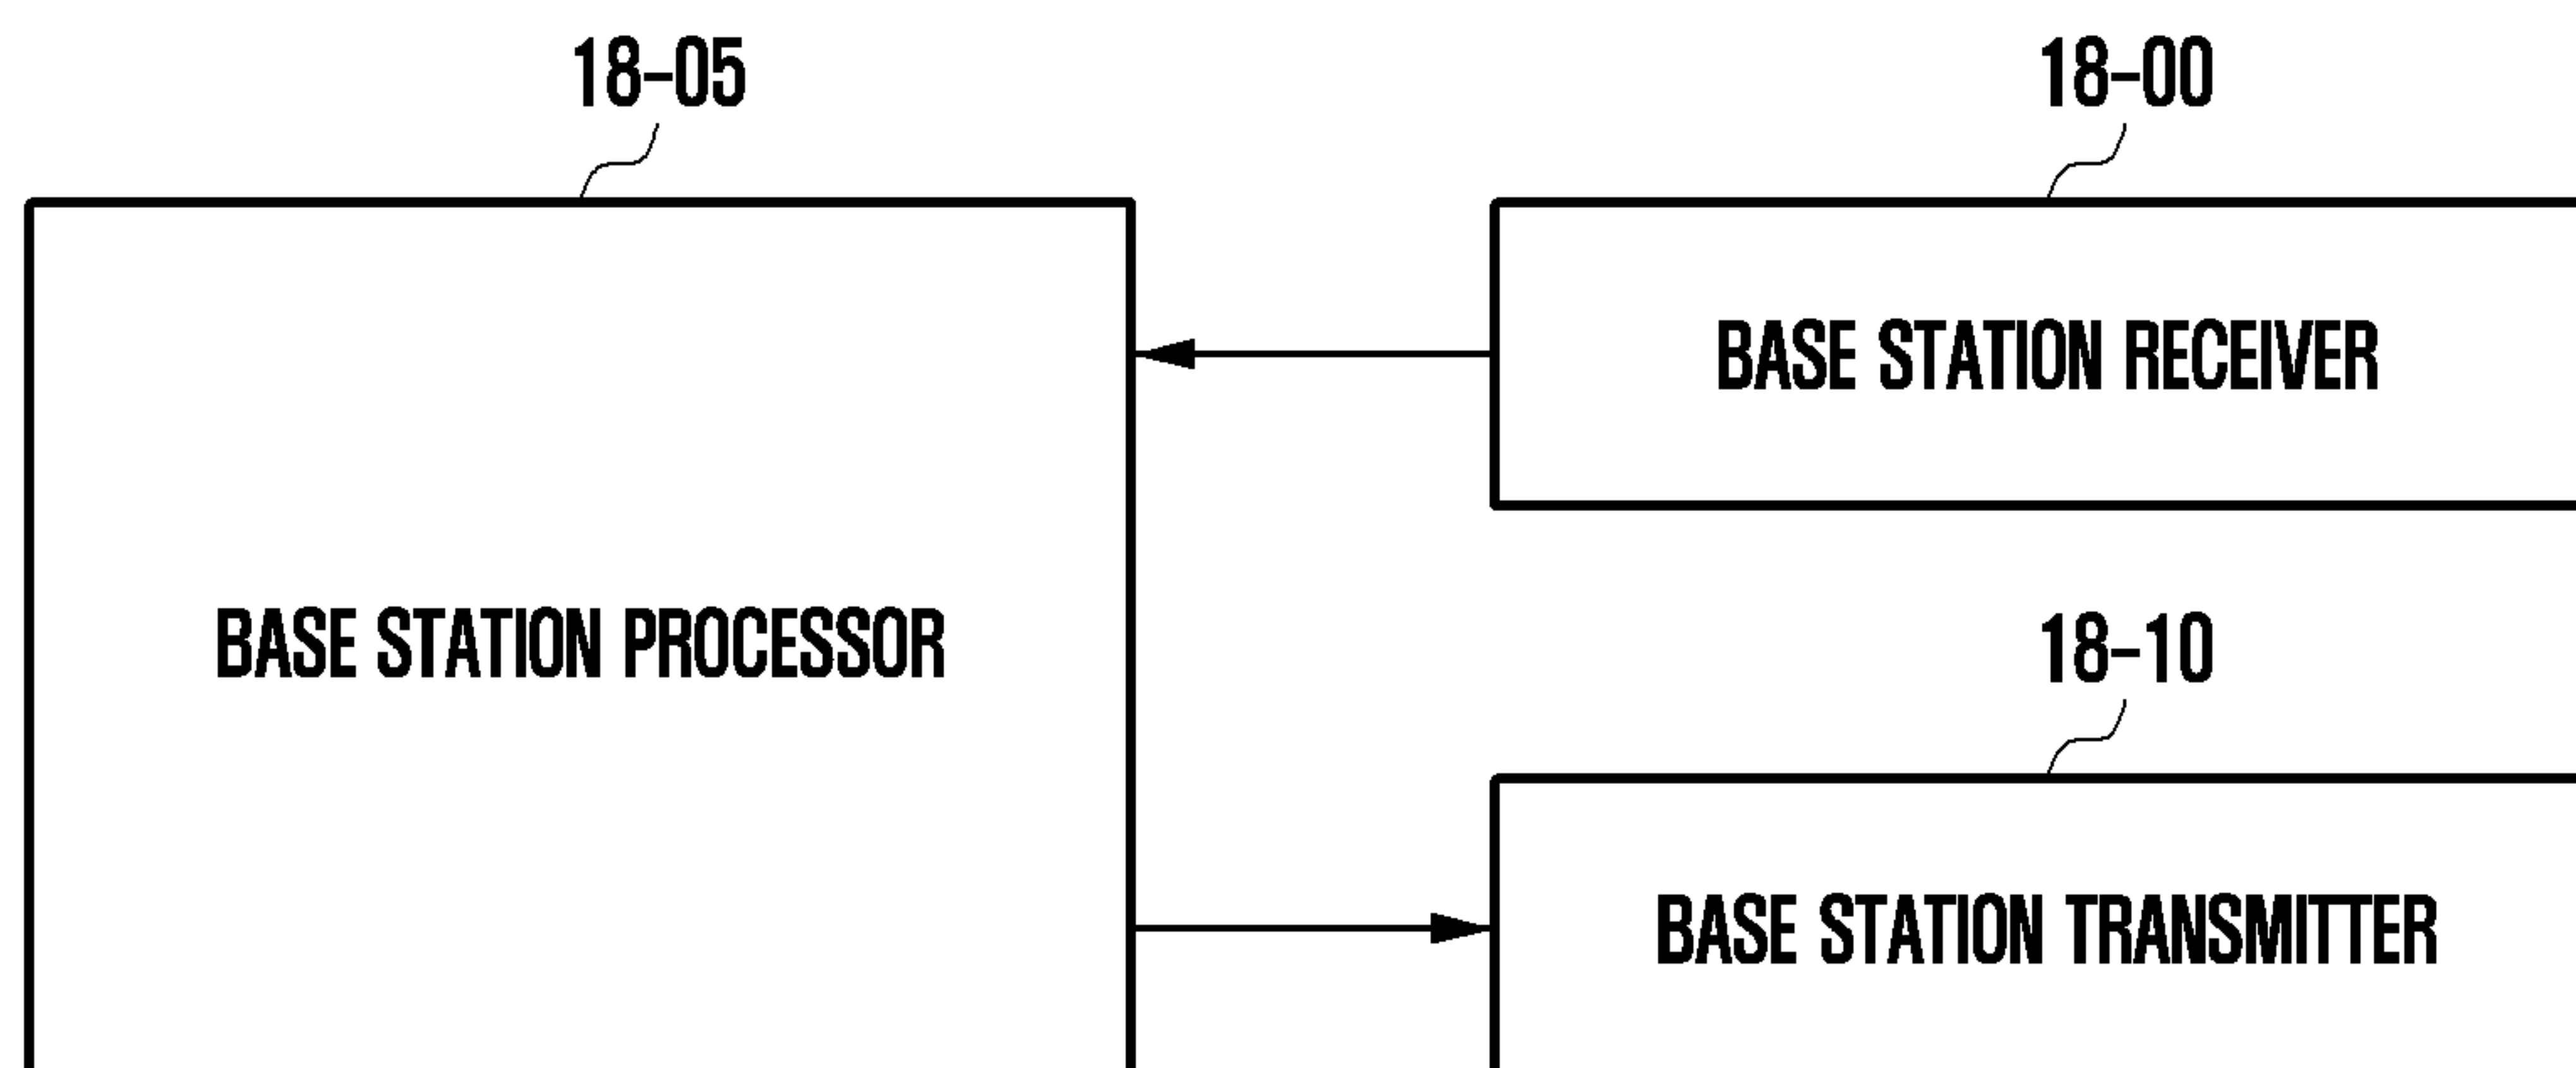 18-05
18-00
BASE STATION RECEIVER
BASE STATION PROCESSOR
18-10
BASE STATION TRANSMITTER